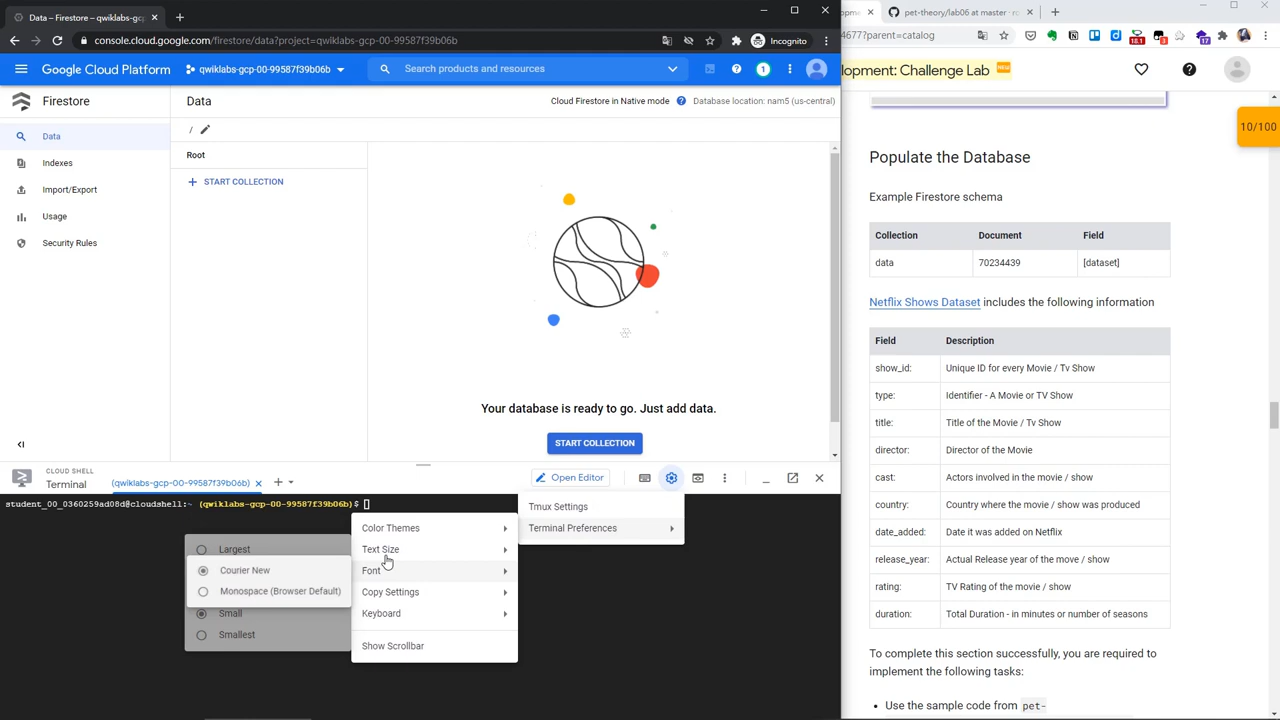 Data – Firestore – qwiklabs-gcp-
console.cloud.google.com/firestore/data?project=qwiklabs-gcp-00-99587f39b06b
Incognito
Google Cloud Platform
qwiklabs-gcp-00-99587f39b06b
Search products and resources
1
Firestore
Data
Indexes
Import/Export
Usage
Security Rules
Data
Cloud Firestore in Native mode
Database location: nam5 (us-central)
/
Root
START COLLECTION
Your database is ready to go. Just add data.
START COLLECTION
CLOUD SHELL
Terminal
(qwiklabs-gcp-00-99587f39b06b)
Open Editor
student_00_0360259ad08d@cloudshell:~ (qwiklabs-gcp-00-99587f39b06b)$
Tmux Settings
Terminal Preferences
Color Themes
Text Size
Font
Copy Settings
Keyboard
Show Scrollbar
Largest
Courier New
Monospace (Browser Default)
Small
Smallest
pet-theory/lab06 at master · ro
4677?parent=catalog
18.1
17
lopment: Challenge Lab
NEW
10/100
Populate the Database
Example Firestore schema
Collection Document Field
data 70234439 [dataset]
Netflix Shows Dataset includes the following information
Field Description
show_id: Unique ID for every Movie / Tv Show
type: Identifier - A Movie or TV Show
title: Title of the Movie / Tv Show
director: Director of the Movie
cast: Actors involved in the movie / show
country: Country where the movie / show was produced
date_added: Date it was added on Netflix
release_year: Actual Release year of the move / show
rating: TV Rating of the movie / show
duration: Total Duration - in minutes or number of seasons
To complete this section successfully, you are required to
implement the following tasks:
• Use the sample code from pet-